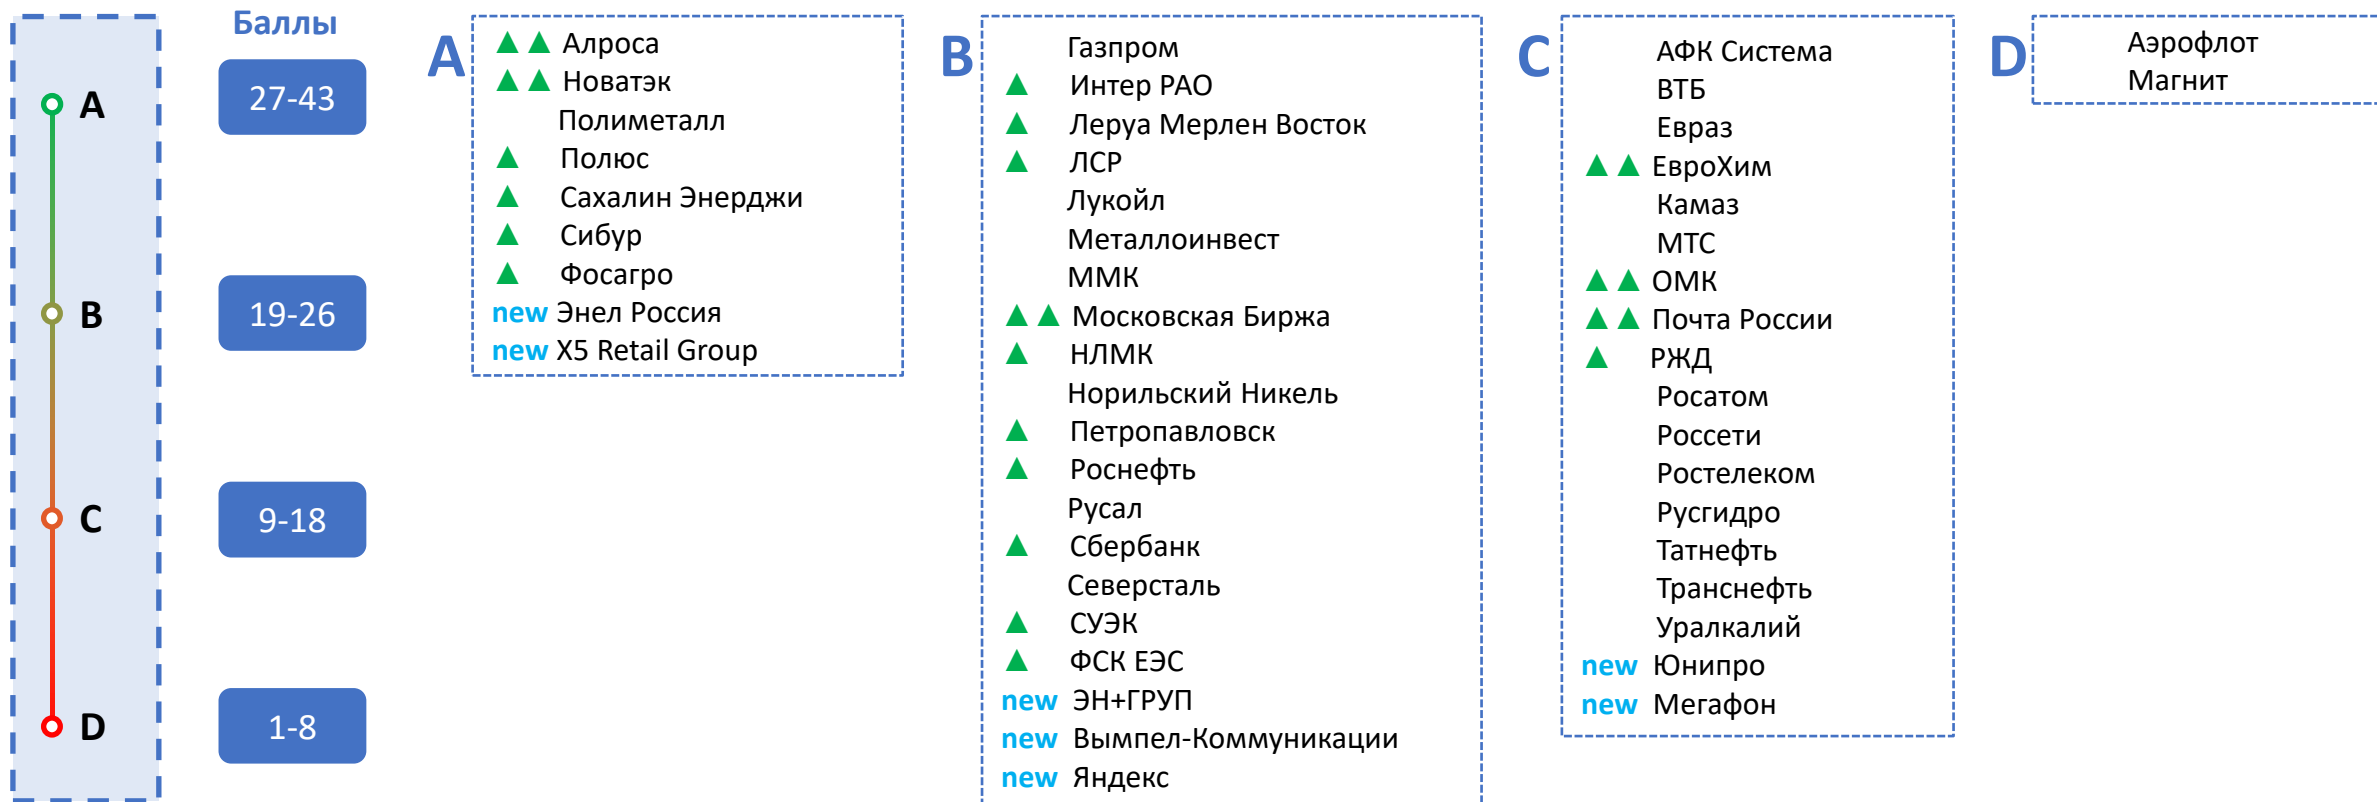 Баллы
A
27-43
B
19-26
C
9-18
D
1-8
A
▲▲ Алроса
▲▲ Новатэк
Полиметалл
▲ Полюс
▲ Сахалин Энерджи
▲ Сибур
▲ Фосагро
new Энел Россия
new X5 Retail Group
B
Газпром
▲ Интер РАО
▲ Леруа Мерлен Восток
▲ ЛСР
Лукойл
Металлоинвест
ММК
▲▲ Московская Биржа
▲ НЛМК
Норильский Никель
▲ Петропавловск
▲ Роснефть
Русал
▲ Сбербанк
Северсталь
▲ СУЭК
▲ ФСК ЕЭС
new ЭН+ГРУП
new Вымпел-Коммуникации
new Яндекс
C
АФК Система
ВТБ
Евраз
▲▲ ЕвроХим
Камаз
МТС
▲▲ ОМК
▲▲ Почта России
▲ РЖД
Росатом
Россети
Ростелеком
Русгидро
Татнефть
Транснефть
Уралкалий
new Юнипро
new Мегафон
D
Аэрофлот
Магнит